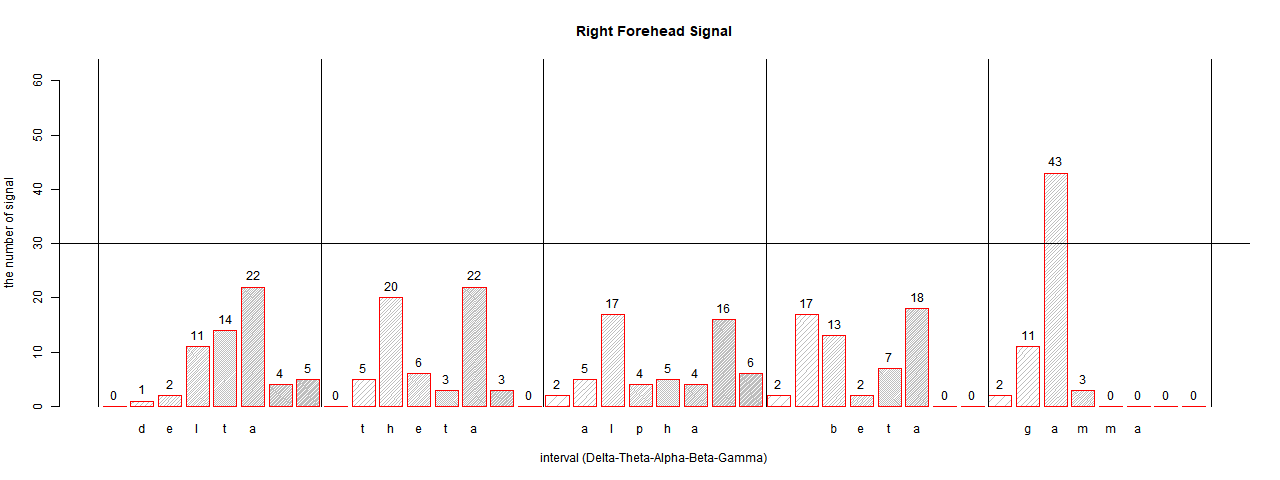 Right Forehead Signal
the number of signal
60
50
40
30
20
10
0
0 1 2 11 14 22 4 5 0 5 20 6 3 22 3 0 2 5 17 4 5 4 16 6 2 17 13 2 7 18 0 0 2 11 43 3 0 0 0 0
d e l t a t h e t a a l p h a b e t a g a m m a
interval (Delta-Theta-Alpha-Beta-Gamma)